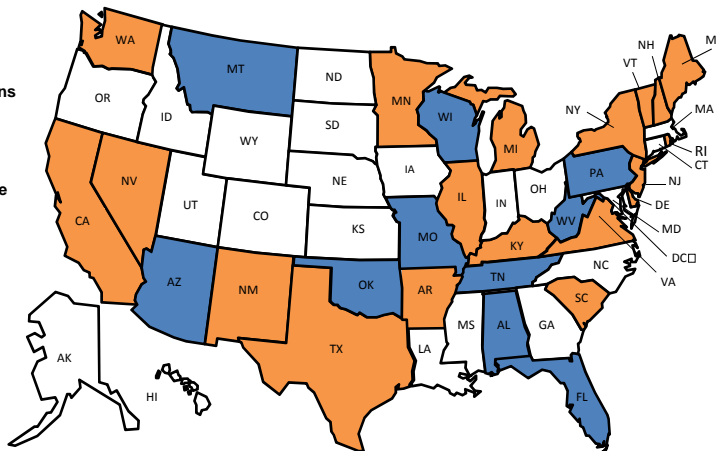 M
NH
WA
VT
MT
ND
ns
OR
MN
NY
MA
ID
SD
WI
WY
MI
RI
CT
PA
NJ
IA
NE
e
NV
OH
IL
IN
UT
DE
CA
CO
WV
KS
MO
MD
KY
DC□
NC
VA
TN
AZ
OK
NM
AR
SC
MS
AL
GA
TX
LA
AK
HI
FL